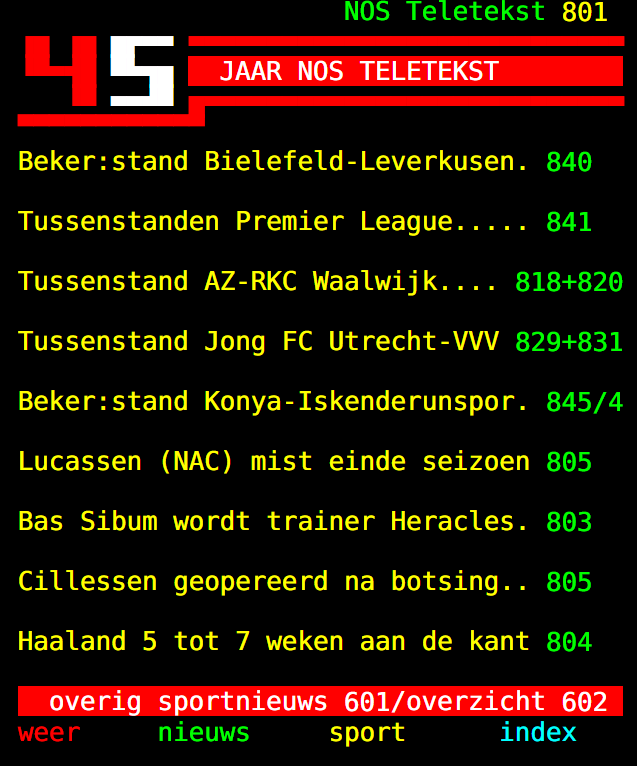 NOS Teletekst 801
45 JAAR NOS TELETEKST
Beker:stand Bielefeld-Leverkusen. 840
Tussenstanden Premier League..... 841
Tussenstand AZ-RKC Waalwijk.... 818+820
Tussenstand Jong FC Utrecht-VVV 829+831
Beker:stand Konya-Iskenderunspor. 845/4
Lucassen (NAC) mist einde seizoen 805
Bas Sibum wordt trainer Heracles. 803
Cillessen geopereerd na botsing.. 805
Haaland 5 tot 7 weken aan de kant 804
overig sportnieuws 601/overzicht 602
weer nieuws sport index